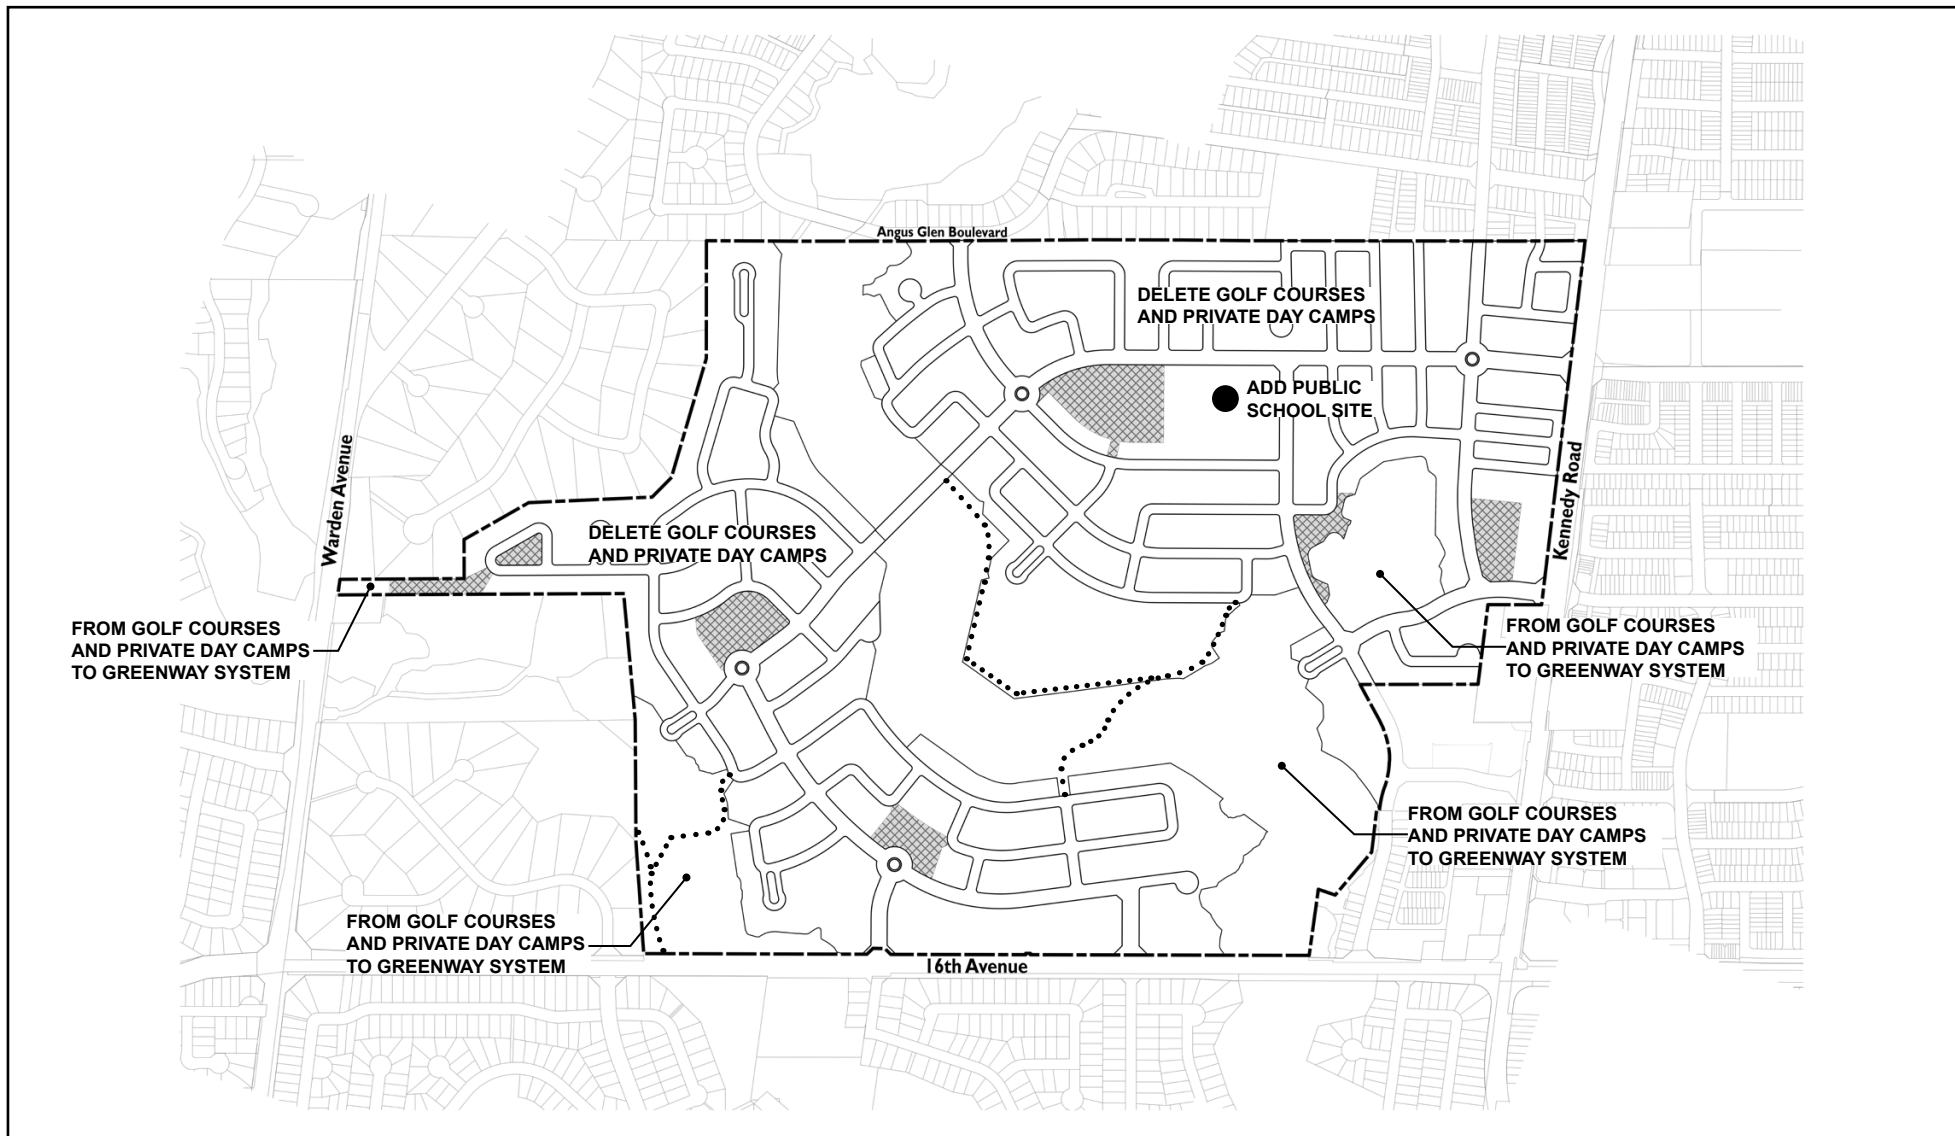 Angus Glen Boulevard
DELETE GOLF COURSES
AND PRIVATE DAY CAMPS
ADD PUBLIC
SCHOOL SITE
Warden Avenue
Kennedy Road
DELETE GOLF COURSES
AND PRIVATE DAY CAMPS
FROM GOLF COURSES
AND PRIVATE DAY CAMPS
TO GREENWAY SYSTEM
FROM GOLF COURSES
AND PRIVATE DAY CAMPS
TO GREENWAY SYSTEM
FROM GOLF COURSES
AND PRIVATE DAY CAMPS
TO GREENWAY SYSTEM
FROM GOLF COURSES
AND PRIVATE DAY CAMPS
TO GREENWAY SYSTEM
16th Avenue